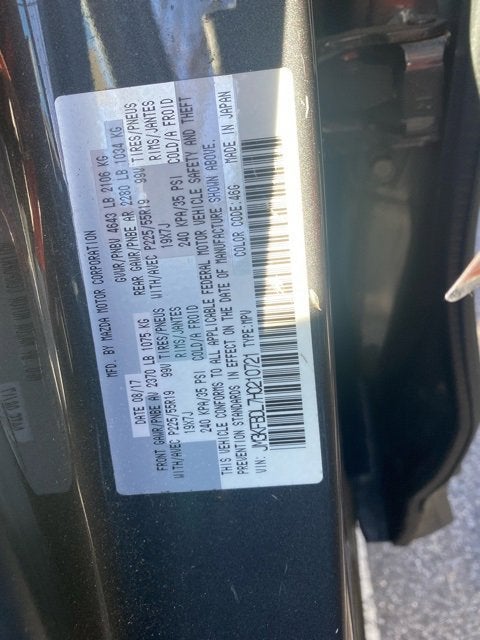 MFD. BY MAZDA MOTOR CORPORATION
DATE 08/17 GVWR/PNBV 4643 LB 2106 KG
FRONT GAWR/PNBE AV 2370 LB 1075 KG REAR GAWR/PNBE AR 2280 LB 1034 KG
WITH/AVEC P225/55R19 99V TIRES/PNEUS WITH/AVEC P225/55R19 99V TIRES/PNEUS
19X7J RIMS/JANTES 19X7J RIMS/JANTES
240 KPA/35 PSI COLD/A FROID 240 KPA/35 PSI COLD/A FROID
THIS VEHICLE CONFORMS TO ALL APPLICABLE FEDERAL MOTOR VEHICLE SAFETY AND THEFT
PREVENTION STANDARDS IN EFFECT ON THE DATE OF MANUFACTURE SHOWN ABOVE.
VIN: JM3KFBDL7H0210721 TYPE:MPV COLOR CODE:46G MADE IN JAPAN